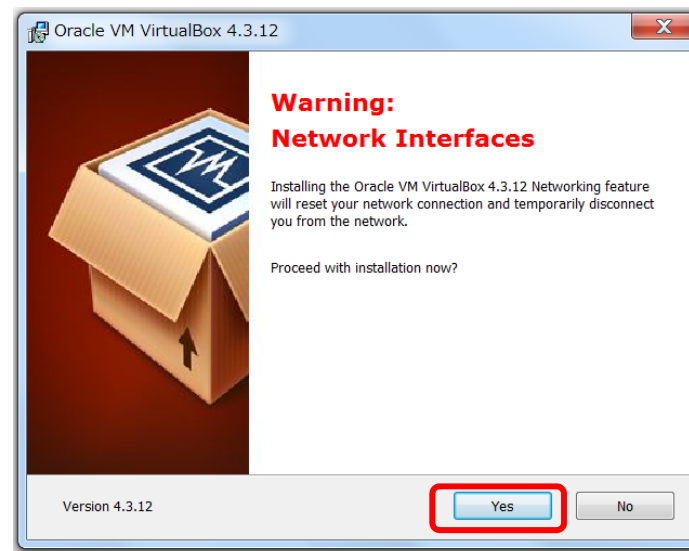 Oracle VM VirtualBox 4.3.12
Warning:
Network Interfaces
Installing the Oracle VM VirtualBox 4.3.12 Networking feature
will reset your network connection and temporarily disconnect
you from the network.
Proceed with installation now?
Version 4.3.12
Yes
No